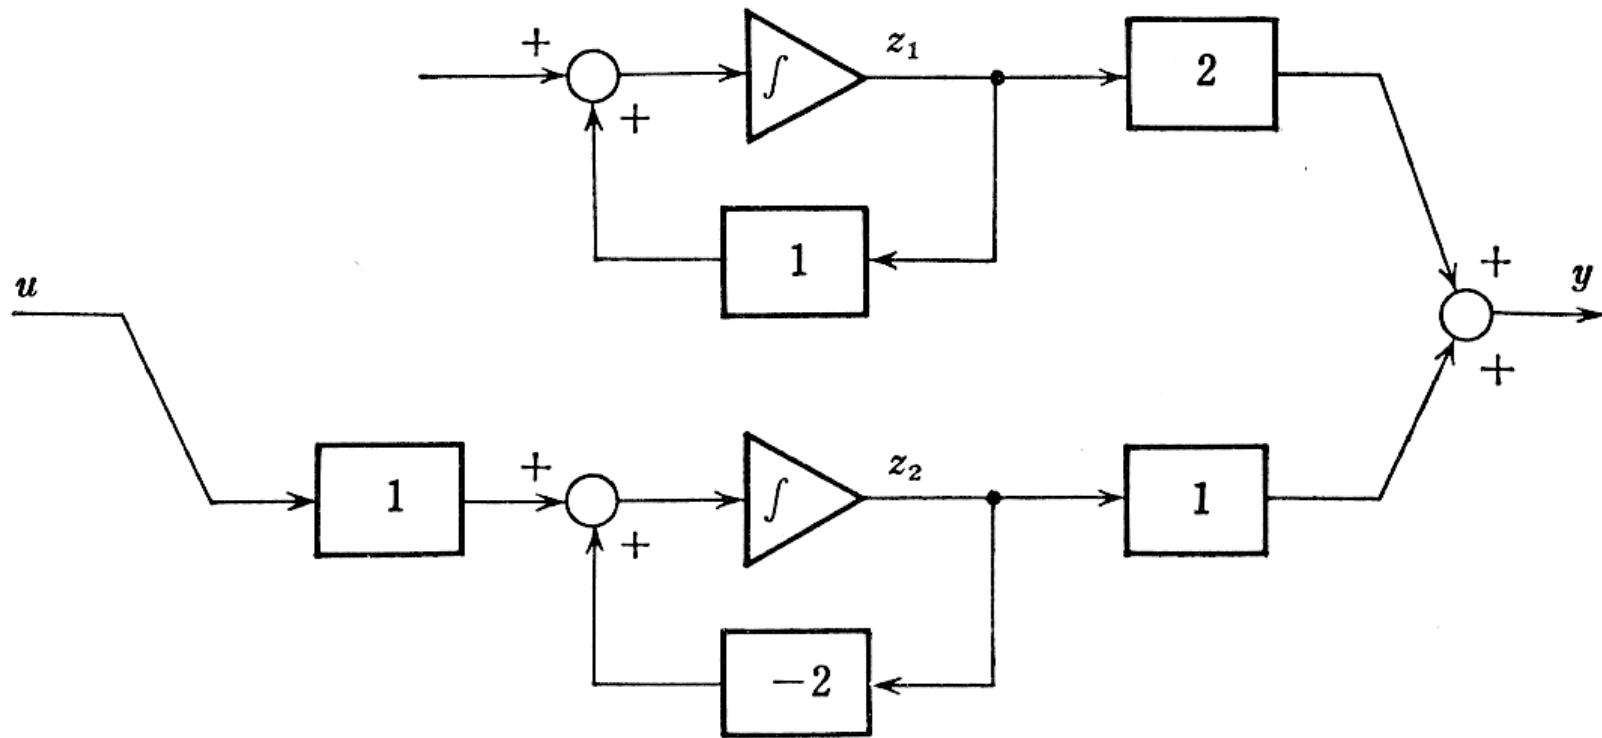 + ∫ z₁ 2
+
1
u + y
+
1 + ∫ z₂ 1
+
−2